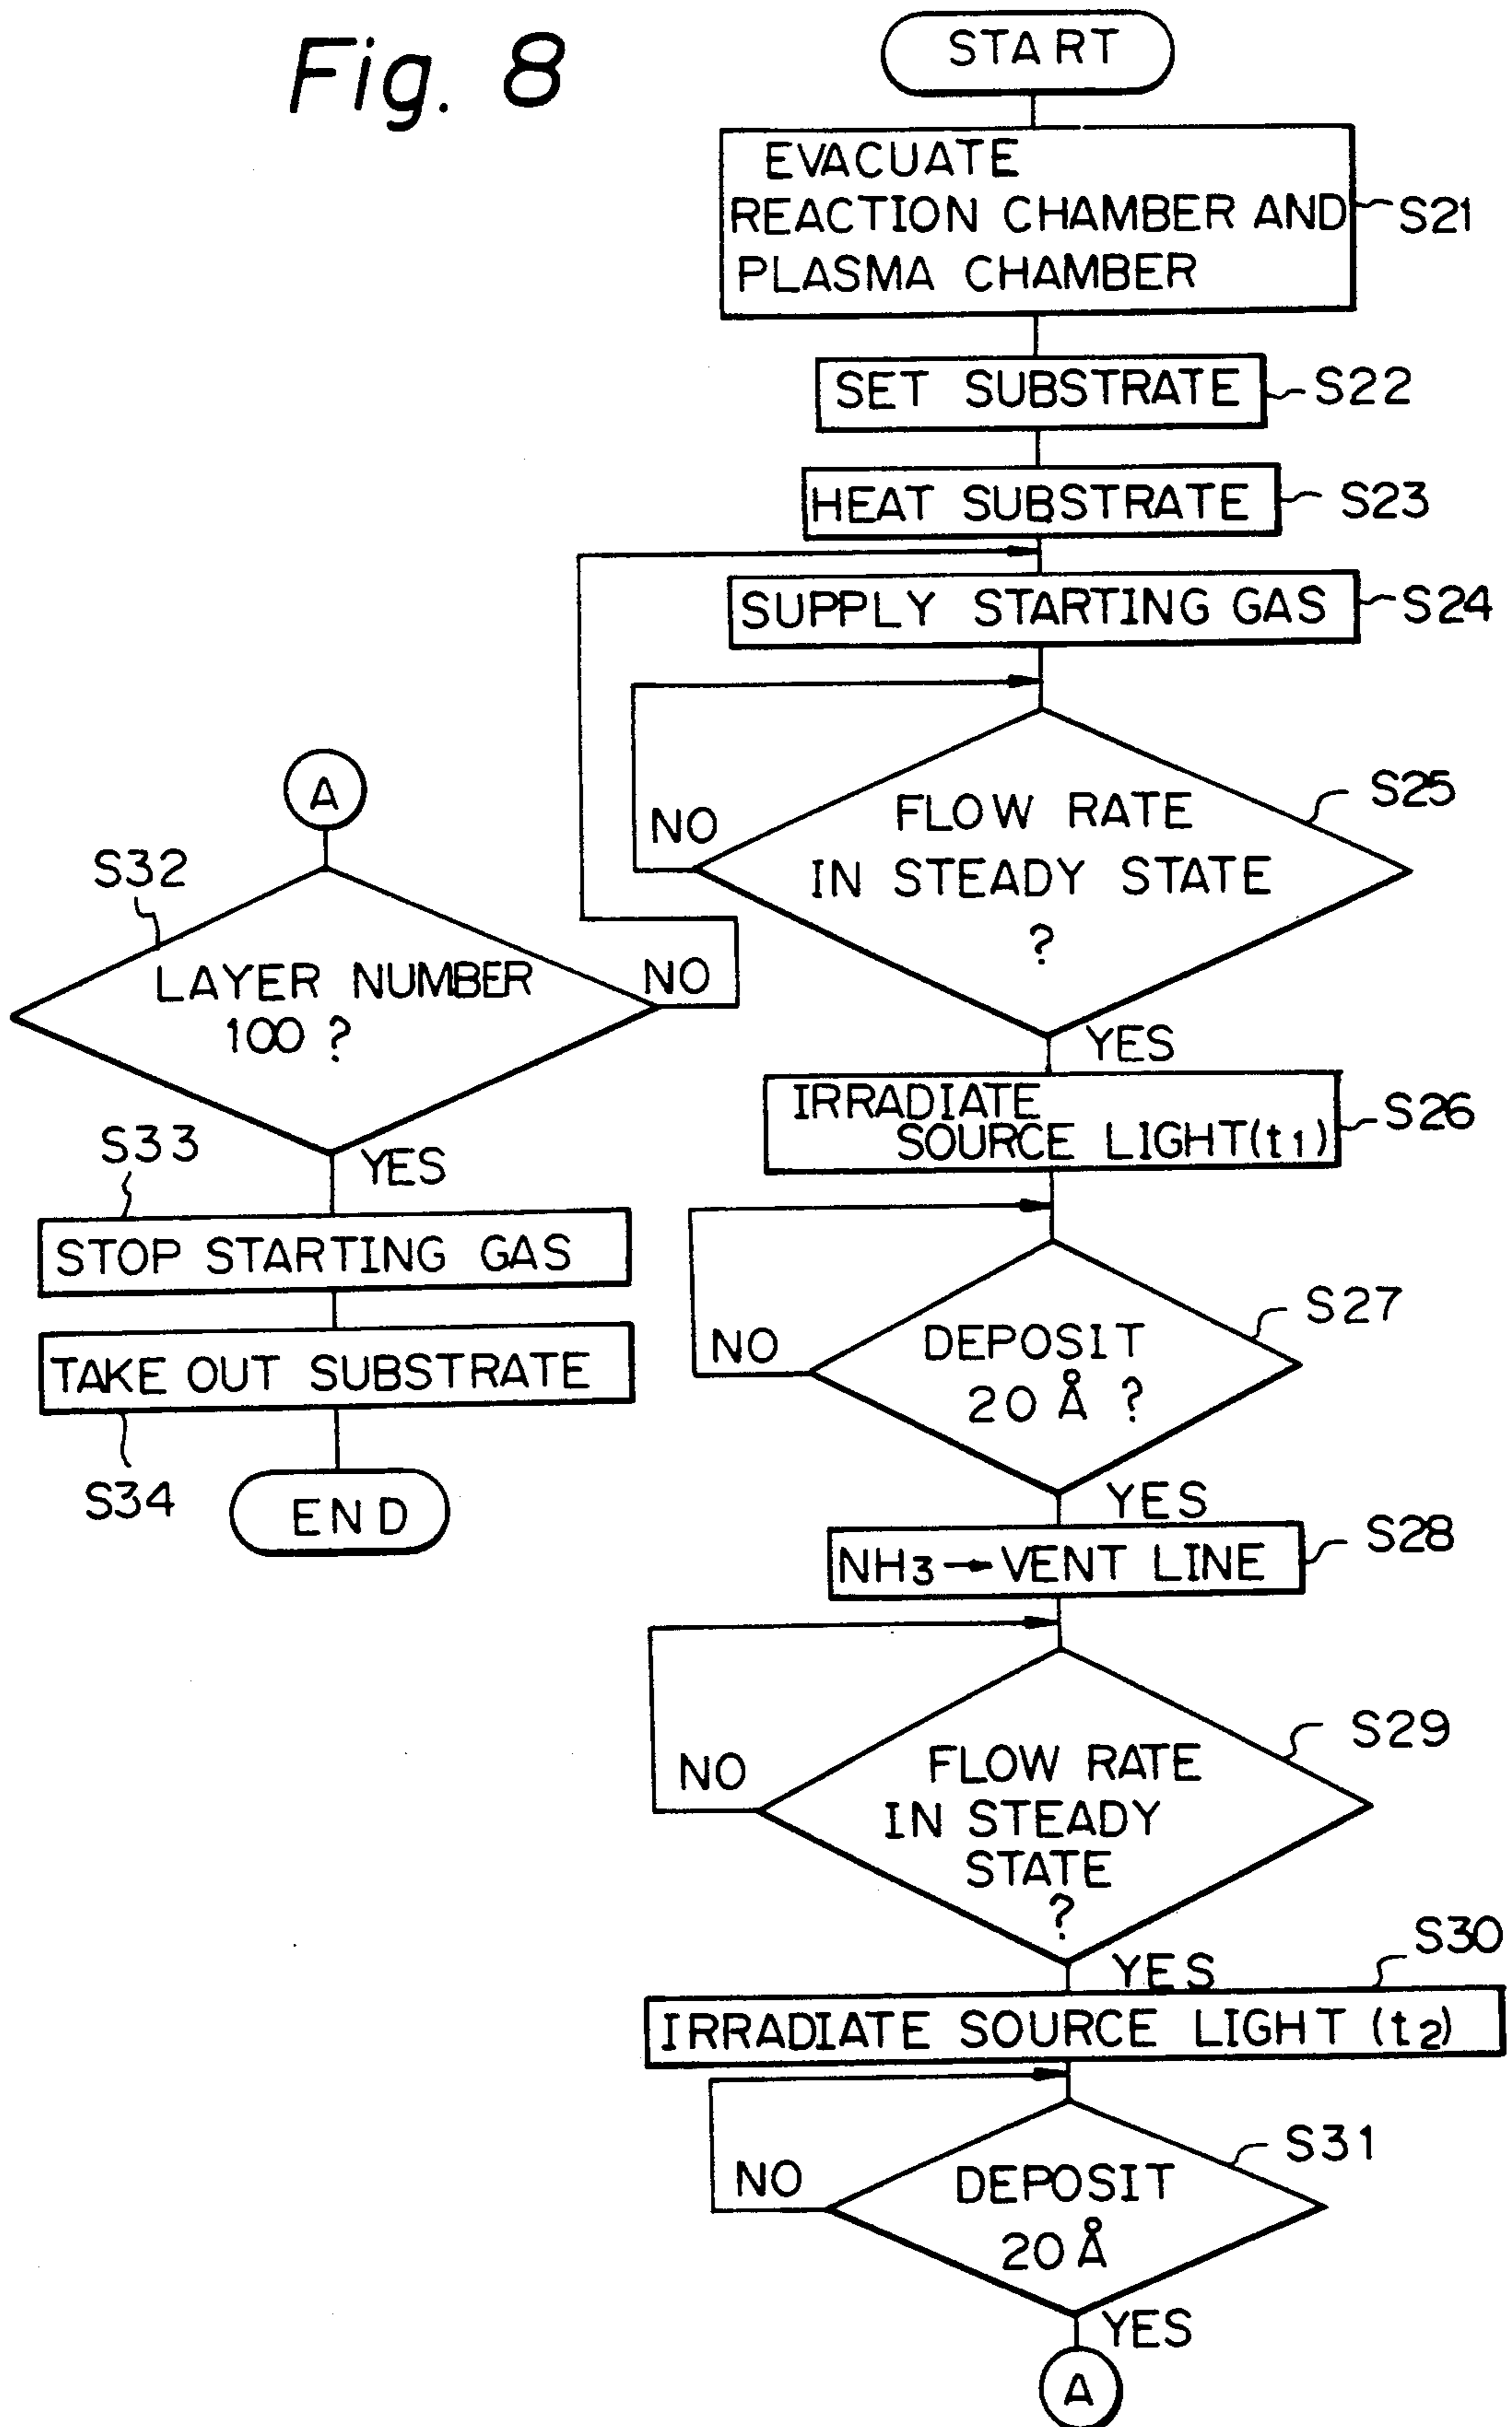 Fig. 8
START
EVACUATE
REACTION CHAMBER AND
PLASMA CHAMBER
S21
SET SUBSTRATE
S22
HEAT SUBSTRATE
S23
SUPPLY STARTING GAS
S24
FLOW RATE
IN STEADY STATE
?
S25
NO
YES
IRRADIATE
SOURCE LIGHT(t1)
S26
DEPOSIT
20 Å ?
S27
NO
YES
NH3→VENT LINE
S28
FLOW RATE
IN STEADY
STATE
?
S29
NO
YES
S30
IRRADIATE SOURCE LIGHT (t2)
DEPOSIT
20 Å
S31
NO
YES
A
A
S32
LAYER NUMBER
100 ?
NO
YES
S33
STOP STARTING GAS
TAKE OUT SUBSTRATE
S34
END